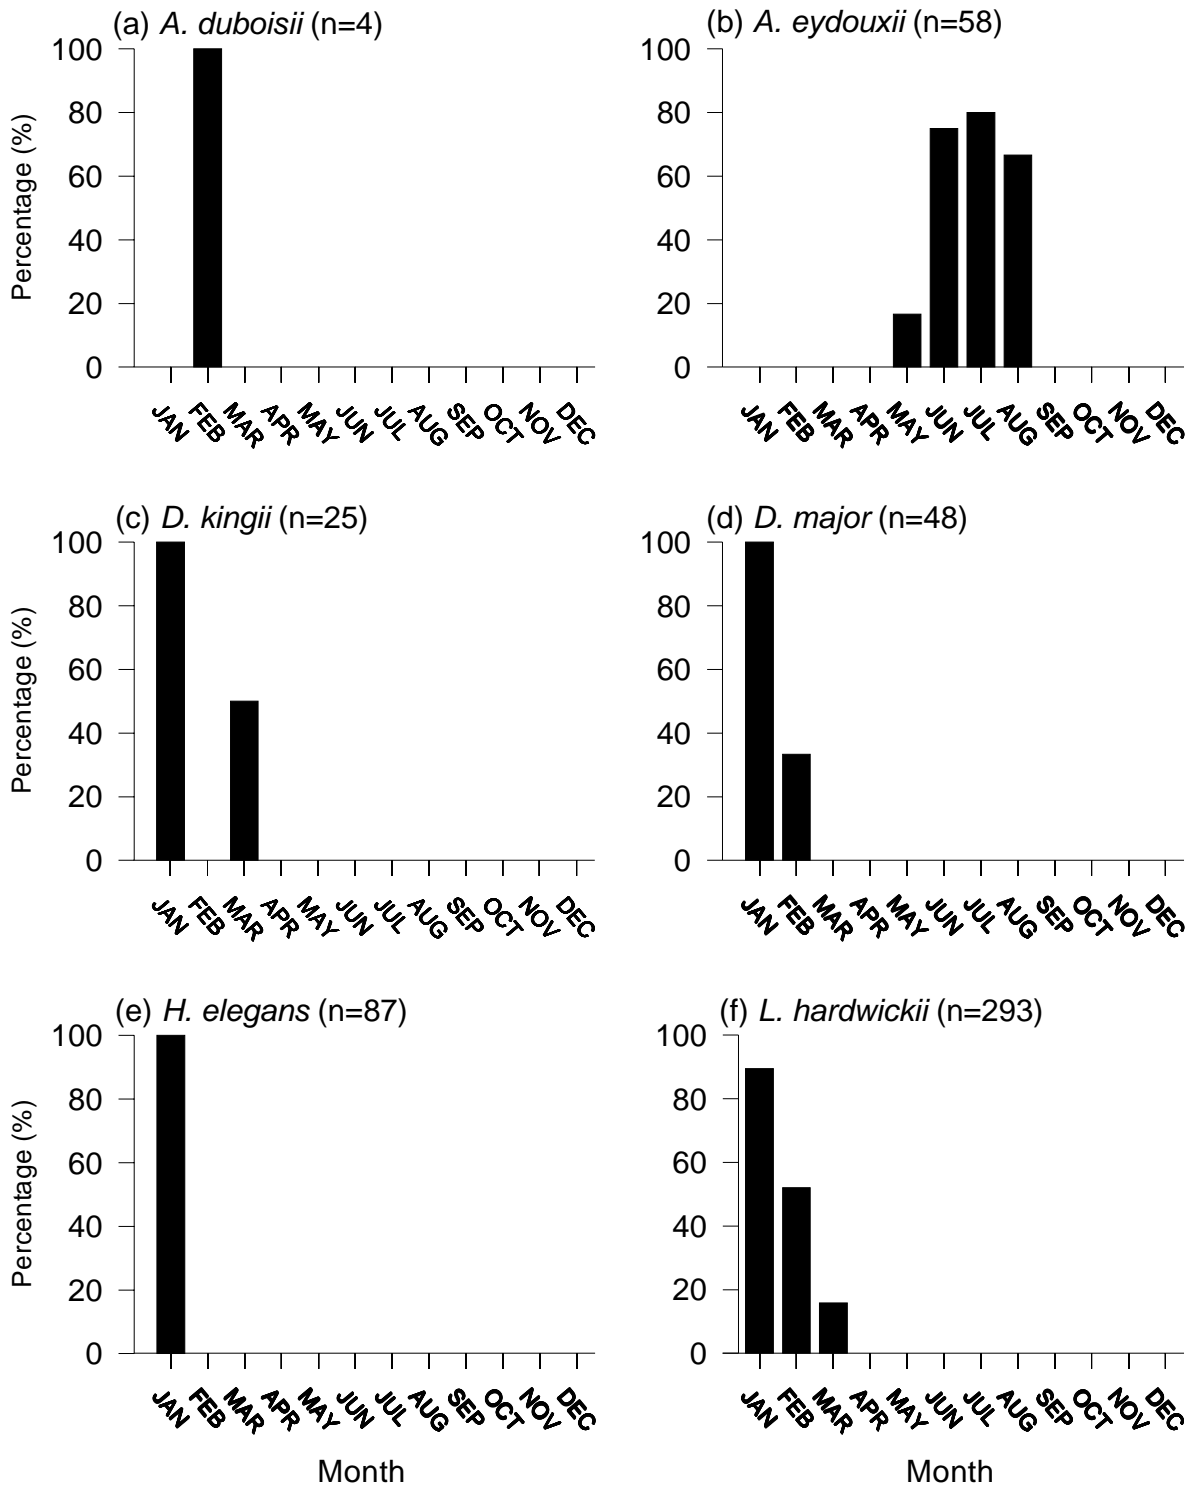 (a) A. duboisii (n=4)
100
80
60
40
20
0
Percentage (%)
JAN FEB MAR APR MAY JUN JUL AUG SEP OCT NOV DEC
(b) A. eydouxii (n=58)
100
80
60
40
20
0
JAN FEB MAR APR MAY JUN JUL AUG SEP OCT NOV DEC
(c) D. kingii (n=25)
100
80
60
40
20
0
Percentage (%)
JAN FEB MAR APR MAY JUN JUL AUG SEP OCT NOV DEC
(d) D. major (n=48)
100
80
60
40
20
0
JAN FEB MAR APR MAY JUN JUL AUG SEP OCT NOV DEC
(e) H. elegans (n=87)
100
80
60
40
20
0
Percentage (%)
JAN FEB MAR APR MAY JUN JUL AUG SEP OCT NOV DEC
Month
(f) L. hardwickii (n=293)
100
80
60
40
20
0
JAN FEB MAR APR MAY JUN JUL AUG SEP OCT NOV DEC
Month